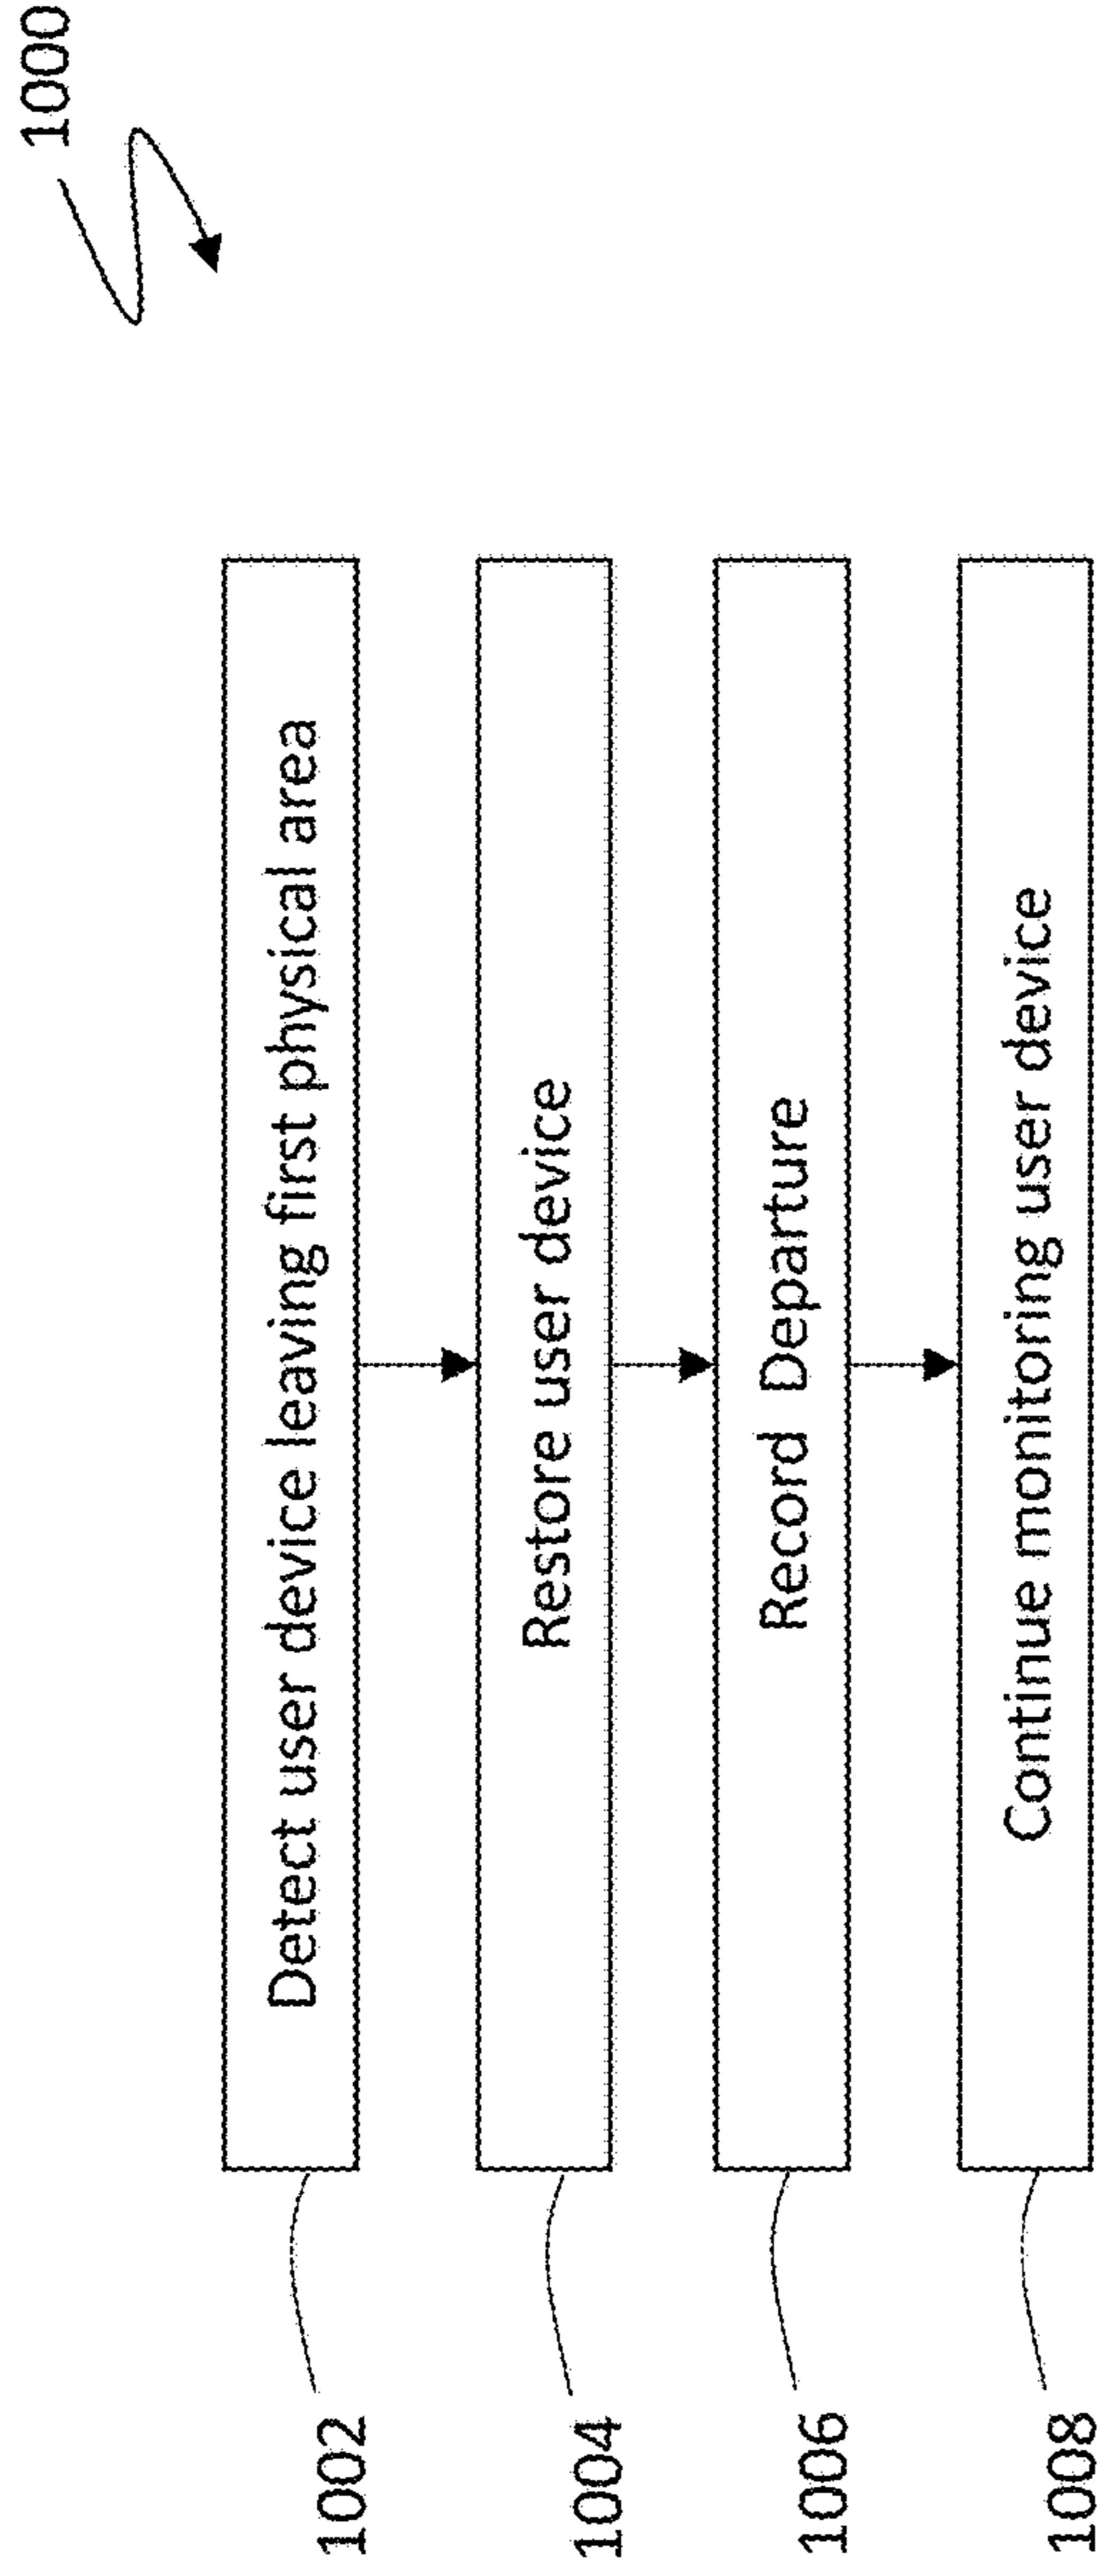 1000
1002
Detect user device leaving first physical area
1004
Restore user device
1006
Record Departure
1008
Continue monitoring user device